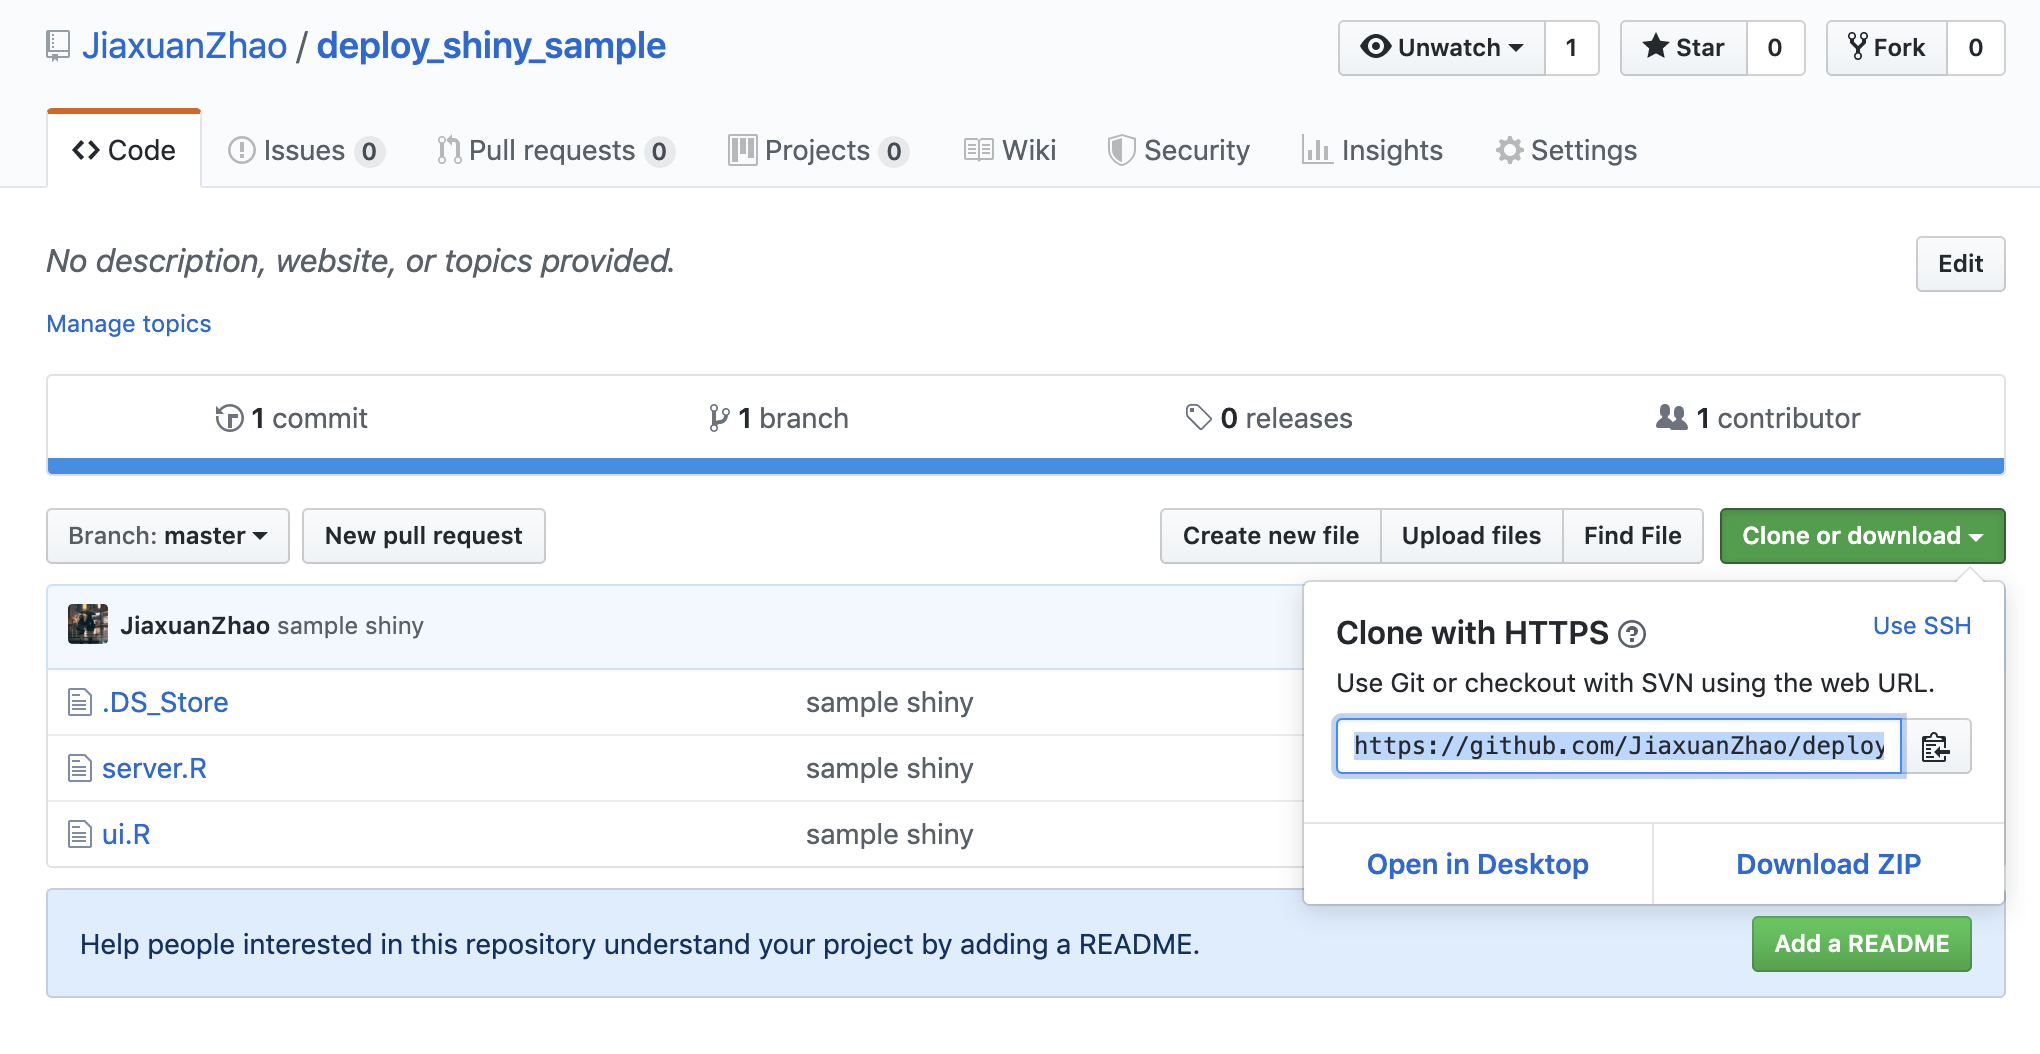 JiaxuanZhao / deploy_shiny_sample
Unwatch 1
Star 0
Fork 0
Code
Issues 0
Pull requests 0
Projects 0
Wiki
Security
Insights
Settings
No description, website, or topics provided.
Edit
Manage topics
1 commit
1 branch
0 releases
1 contributor
Branch: master
New pull request
Create new file
Upload files
Find File
Clone or download
JiaxuanZhao sample shiny
.DS_Store sample shiny
server.R sample shiny
ui.R sample shiny
Clone with HTTPS ?
Use SSH
Use Git or checkout with SVN using the web URL.
https://github.com/JiaxuanZhao/deploy
Open in Desktop
Download ZIP
Help people interested in this repository understand your project by adding a README.
Add a README